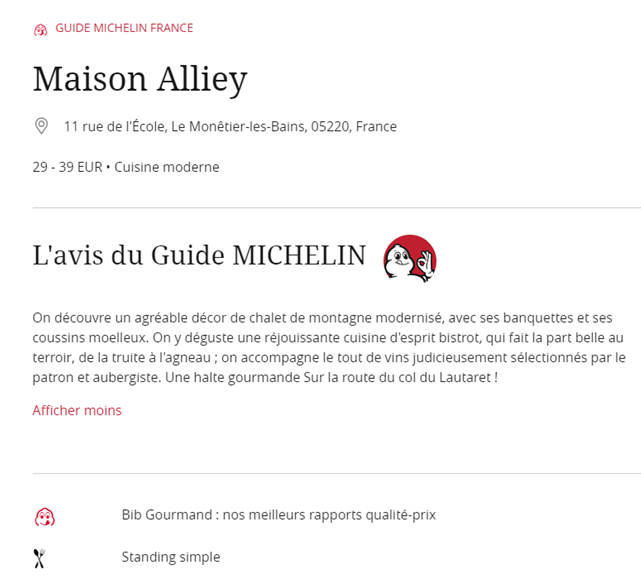 GUIDE MICHELIN FRANCE
Maison Alliey
11 rue de l'École, Le Monêtier-les-Bains, 05220, France
29 - 39 EUR • Cuisine moderne
L'avis du Guide MICHELIN
On découvre un agréable décor de chalet de montagne modernisé, avec ses banquettes et ses
coussins moelleux. On y déguste une réjouissante cuisine d'esprit bistrot, qui fait la part belle au
terroir, de la truite à l'agneau ; on accompagne le tout de vins judicieusement sélectionnés par le
patron et aubergiste. Une halte gourmande Sur la route du col du Lautaret !
Afficher moins
Bib Gourmand : nos meilleurs rapports qualité-prix
Standing simple